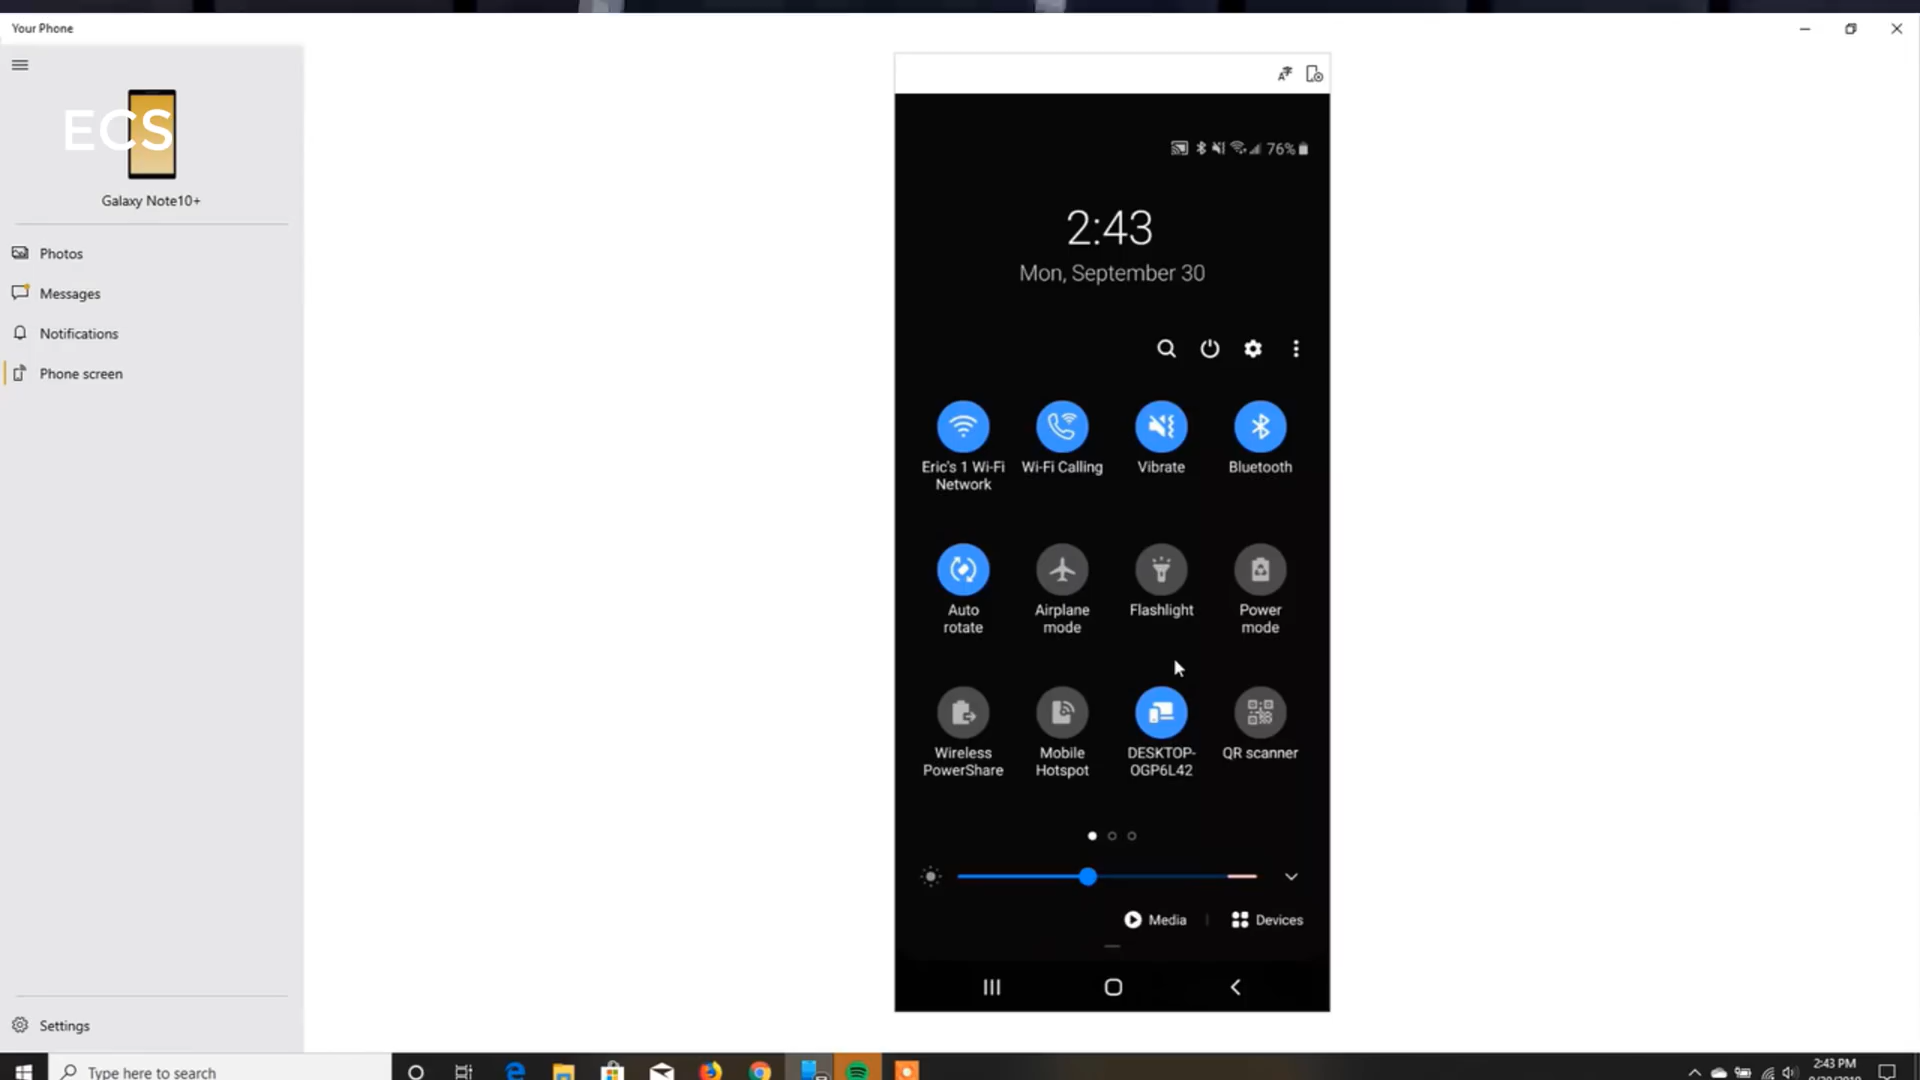 Your Phone
ECS
Galaxy Note10+
Photos
Messages
Notifications
Phone screen
Settings
76%
2:43
Mon, September 30
Eric's 1 Wi-Fi
Network
Wi-Fi Calling
Vibrate
Bluetooth
Auto
rotate
Airplane
mode
Flashlight
Power
mode
Wireless
PowerShare
Mobile
Hotspot
DESKTOP-
OGP6L42
QR scanner
Media
Devices
Type here to search
2:43 PM